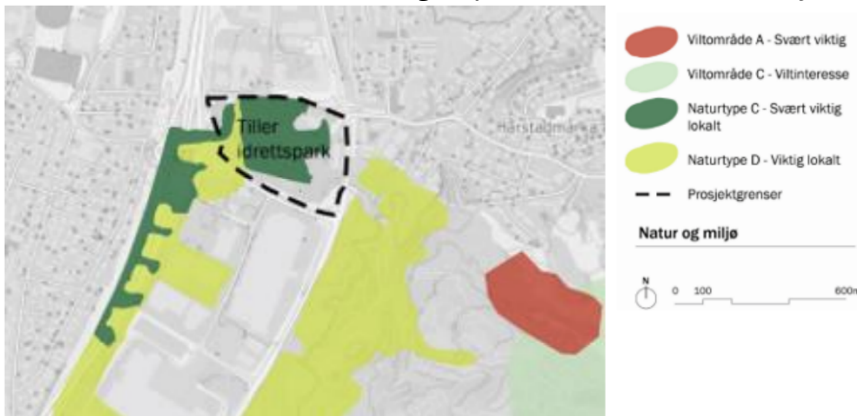 Viltområde A - Svært viktig
Viltområde C - Viltinteresse
Naturtype C - Svært viktig
lokalt
Naturtype D - Viktig lokalt
Prosjektgrenser
Natur og miljø
N
0 100 600m
Tiller
idrettspark
Hårstadmarka